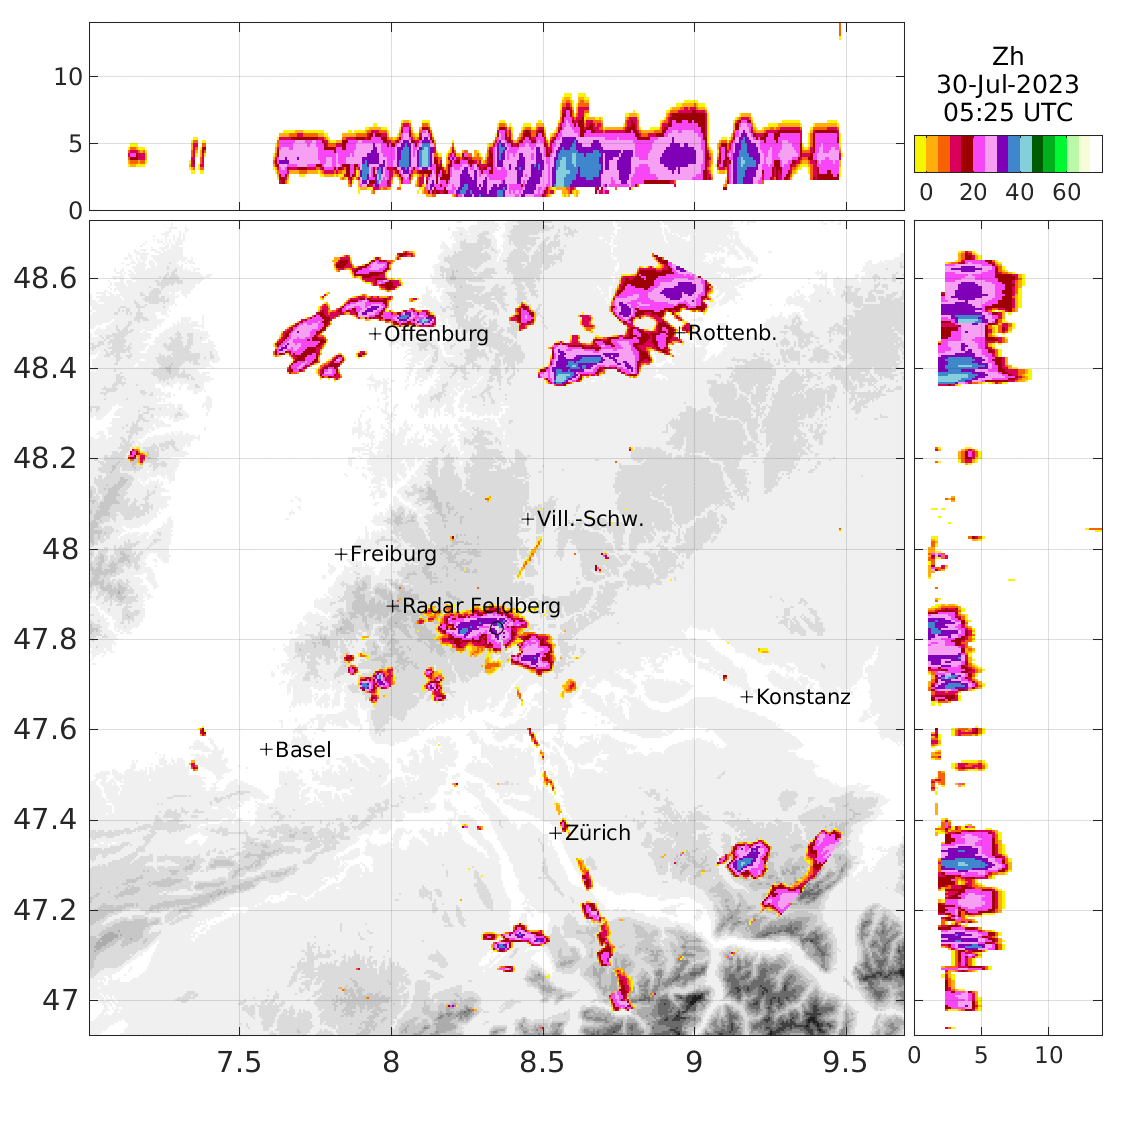 10
5
0
Zh
30-Jul-2023
05:25 UTC
0 20 40 60
48.6
48.4
48.2
48
47.8
47.6
47.4
47.2
47
Offenburg
Rottenb.
Vill.-Schw.
Freiburg
Radar Feldberg
Konstanz
Basel
Zürich
7.5 8 8.5 9 9.5
0 5 10